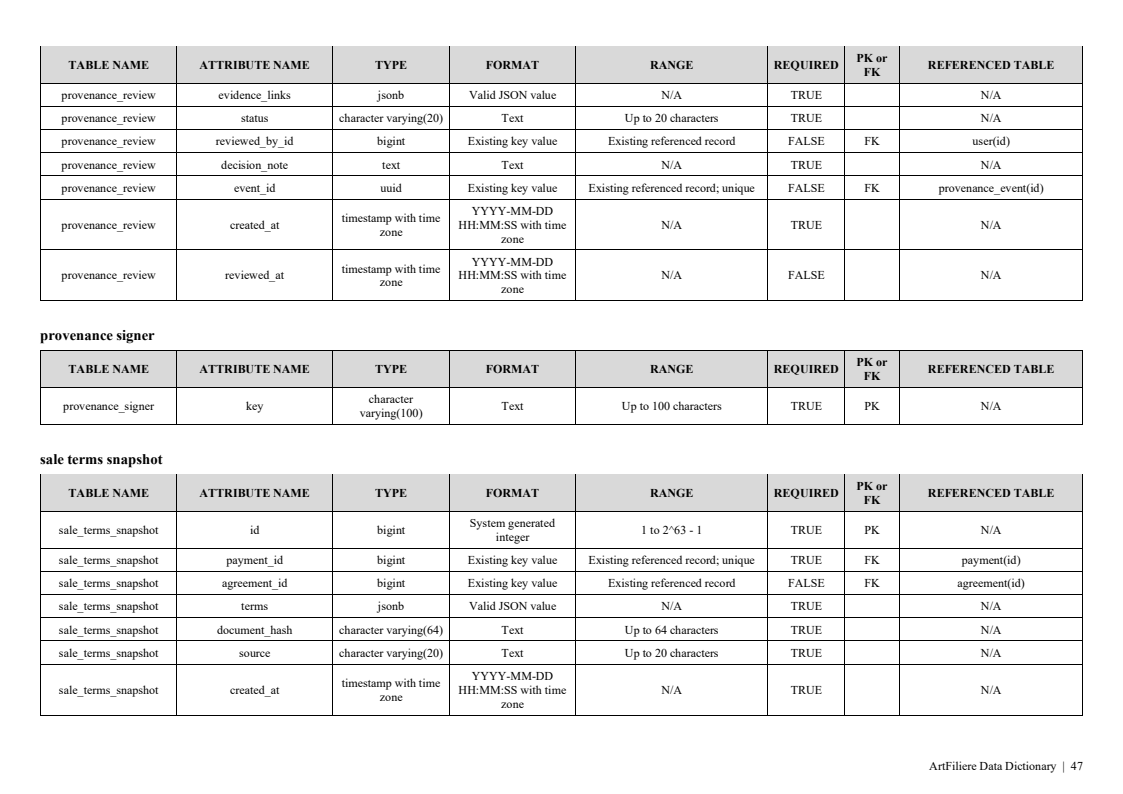 TABLE NAME ATTRIBUTE NAME TYPE FORMAT RANGE REQUIRED PK or FK REFERENCED TABLE
provenance_review evidence_links jsonb Valid JSON value N/A TRUE N/A
provenance_review status character varying(20) Text Up to 20 characters TRUE N/A
provenance_review reviewed_by_id bigint Existing key value Existing referenced record FALSE FK user(id)
provenance_review decision_note text Text N/A TRUE N/A
provenance_review event_id uuid Existing key value Existing referenced record; unique FALSE FK provenance_event(id)
provenance_review created_at timestamp with time zone YYYY-MM-DD HH:MM:SS with time zone N/A TRUE N/A
provenance_review reviewed_at timestamp with time zone YYYY-MM-DD HH:MM:SS with time zone N/A FALSE N/A
provenance signer
TABLE NAME ATTRIBUTE NAME TYPE FORMAT RANGE REQUIRED PK or FK REFERENCED TABLE
provenance_signer key character varying(100) Text Up to 100 characters TRUE PK N/A
sale terms snapshot
TABLE NAME ATTRIBUTE NAME TYPE FORMAT RANGE REQUIRED PK or FK REFERENCED TABLE
sale_terms_snapshot id bigint System generated integer 1 to 2^63 - 1 TRUE PK N/A
sale_terms_snapshot payment_id bigint Existing key value Existing referenced record; unique TRUE FK payment(id)
sale_terms_snapshot agreement_id bigint Existing key value Existing referenced record FALSE FK agreement(id)
sale_terms_snapshot terms jsonb Valid JSON value N/A TRUE N/A
sale_terms_snapshot document_hash character varying(64) Text Up to 64 characters TRUE N/A
sale_terms_snapshot source character varying(20) Text Up to 20 characters TRUE N/A
sale_terms_snapshot created_at timestamp with time zone YYYY-MM-DD HH:MM:SS with time zone N/A TRUE N/A
ArtFiliere Data Dictionary | 47